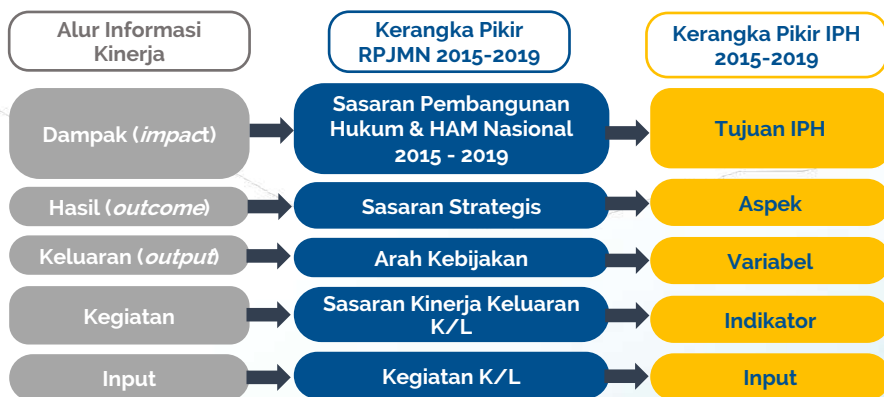 Alur Informasi
Kinerja
Kerangka Pikir
RPJMN 2015-2019
Kerangka Pikir IPH
2015-2019
Dampak (impact)
Sasaran Pembangunan
Hukum & HAM Nasional
2015 - 2019
Tujuan IPH
Hasil (outcome)
Sasaran Strategis
Aspek
Keluaran (output)
Arah Kebijakan
Variabel
Kegiatan
Sasaran Kinerja Keluaran
K/L
Indikator
Input
Kegiatan K/L
Input